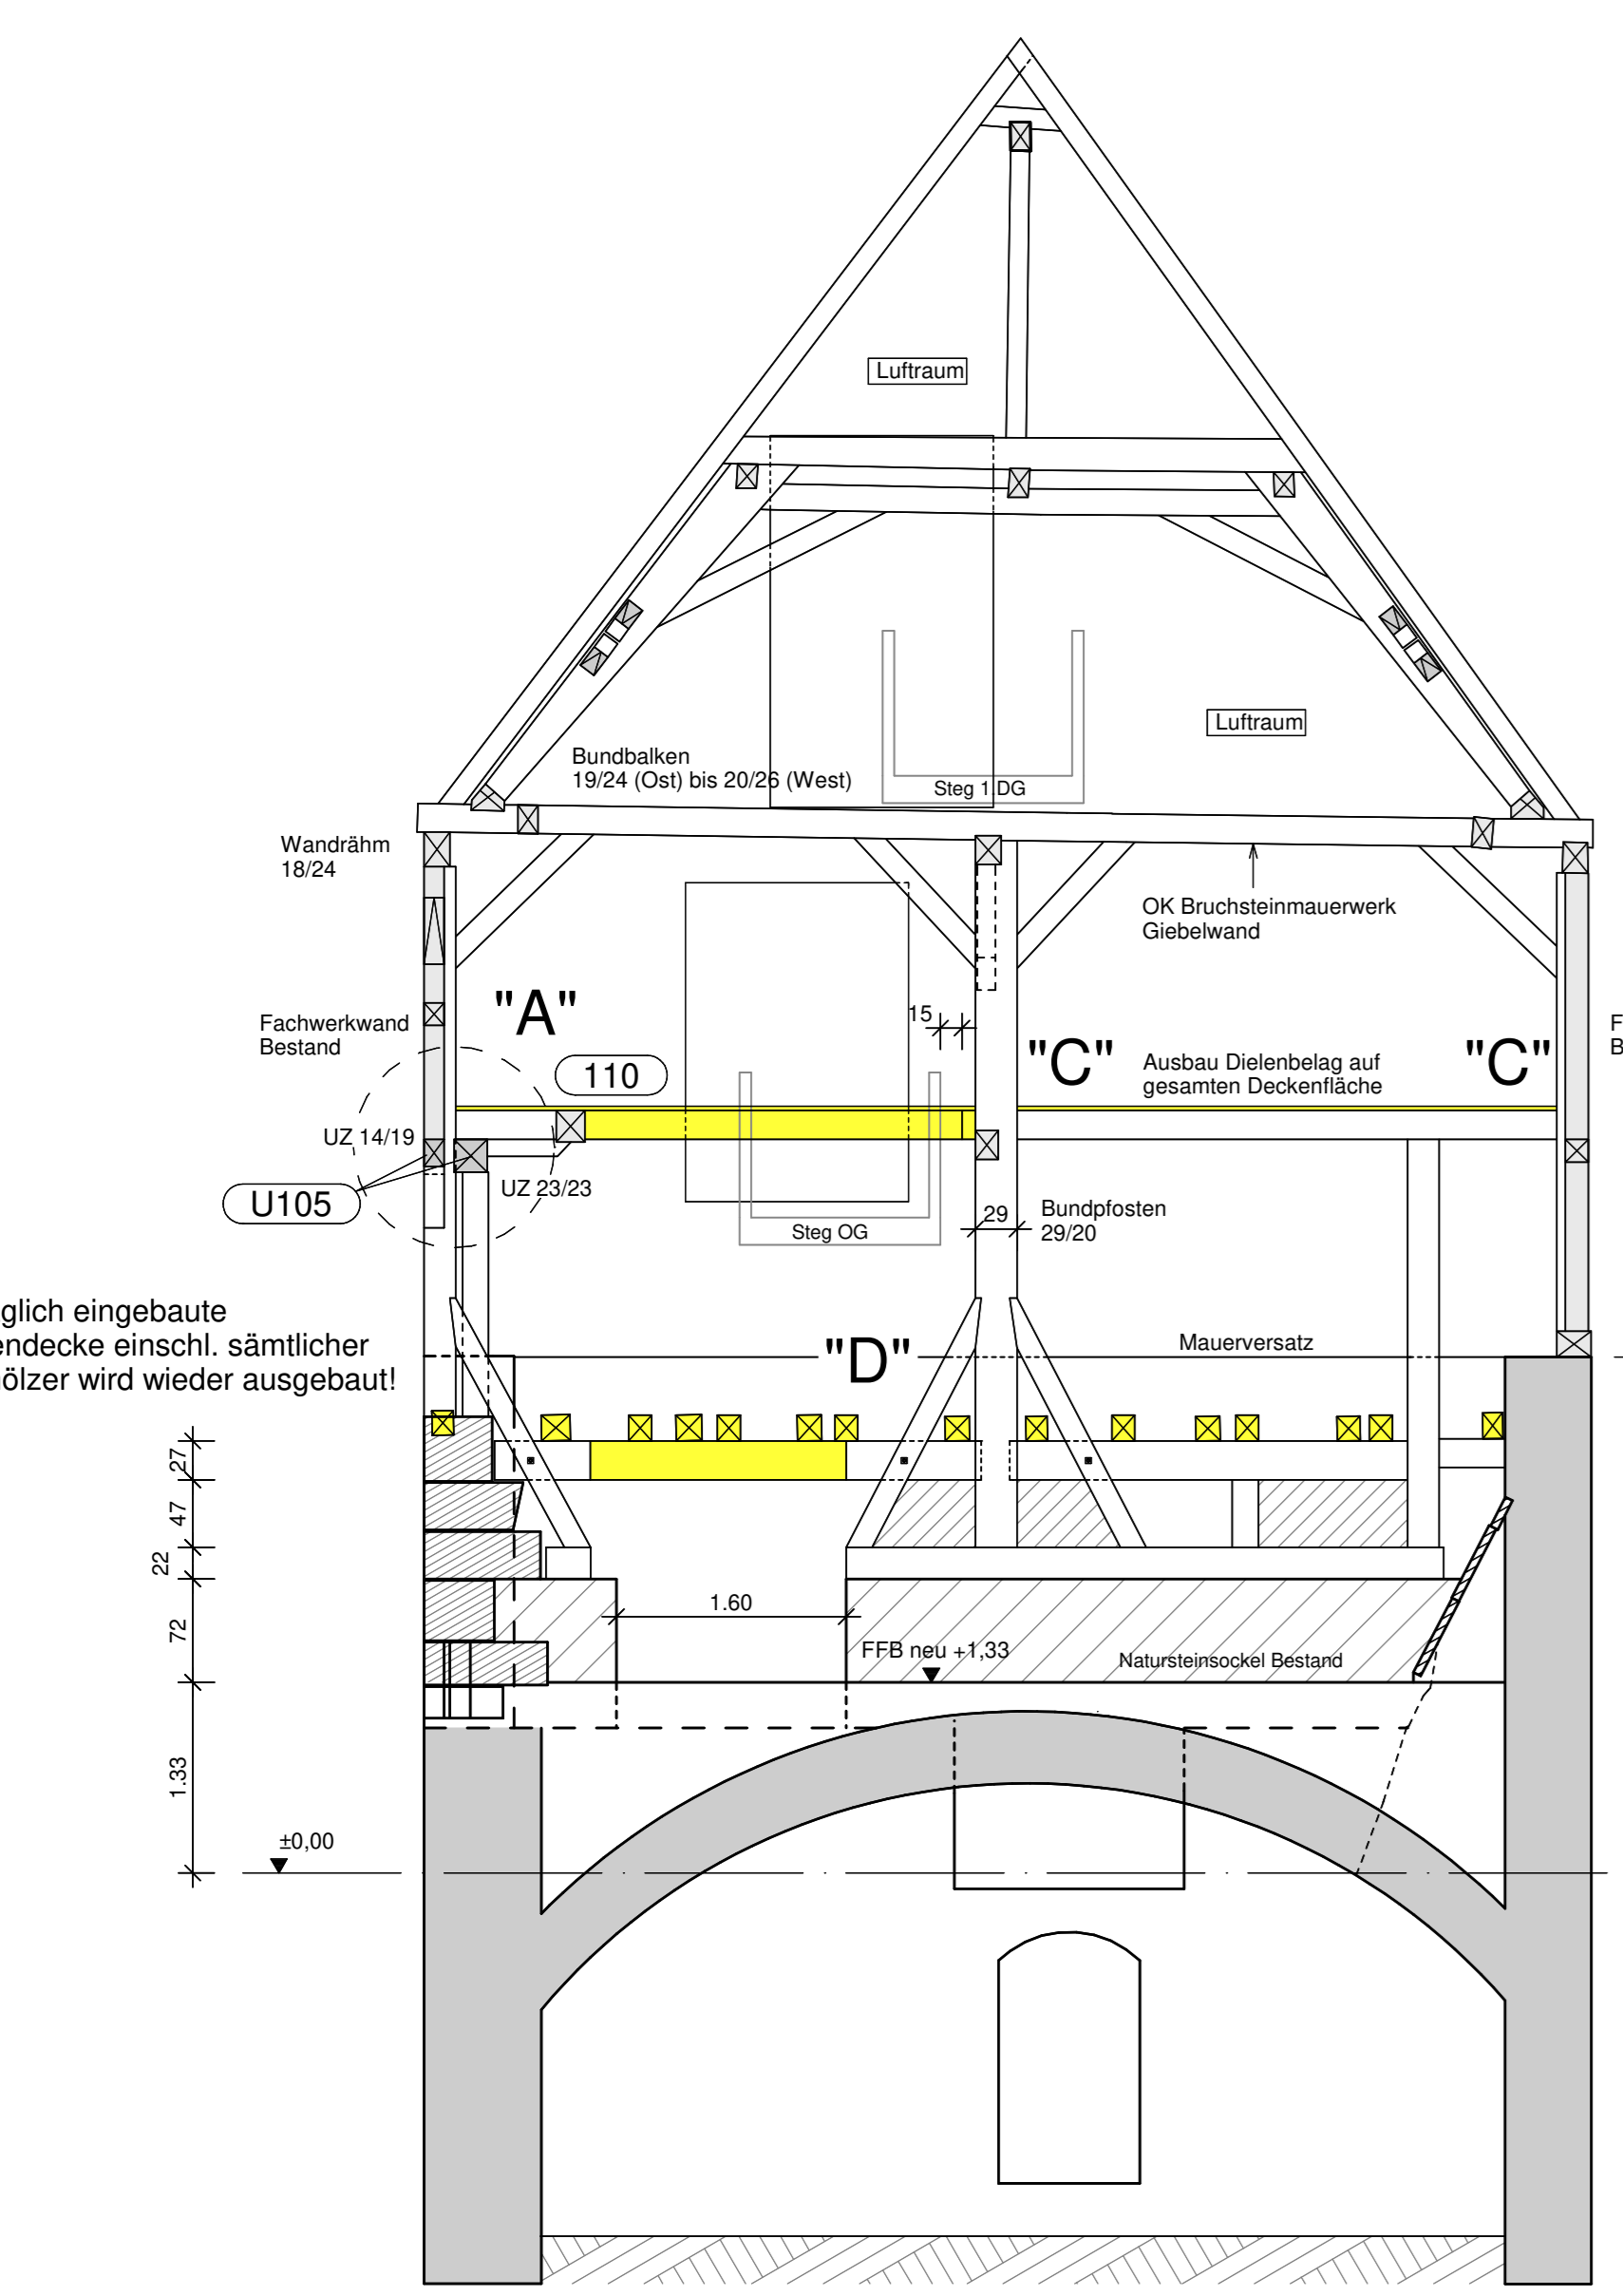 Luftraum
Luftraum
Bundbalken
19/24 (Ost) bis 20/26 (West)
Steg 1.DG
Wandrähm
18/24
OK Bruchsteinmauerwerk
Giebelwand
"A"
15
Fachwerkwand
Bestand
110
"C"
Ausbau Dielenbelag auf
gesamten Deckenfläche
"C"
F
B
UZ 14/19
U105
UZ 23/23
Steg OG
29
Bundpfosten
29/20
glich eingebaute
endecke einschl. sämtlicher
ölzer wird wieder ausgebaut!
"D"
Mauerversatz
27
47
22
72
1.33
1.60
FFB neu +1,33
Natursteinsockel Bestand
±0,00